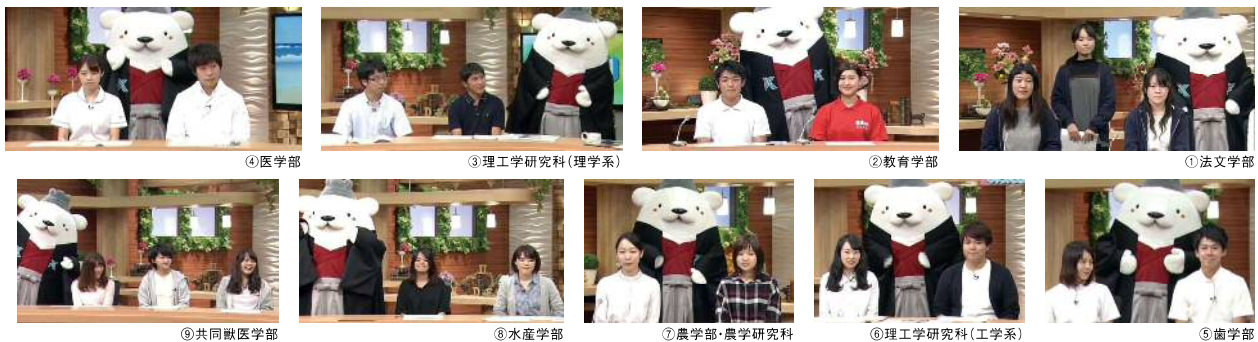 ①法文学部
②教育学部
③理工学研究科(理学系)
④医学部
⑤歯学部
⑥理工学研究科(工学系)
⑦農学部・農学研究科
⑧水産学部
⑨共同獣医学部